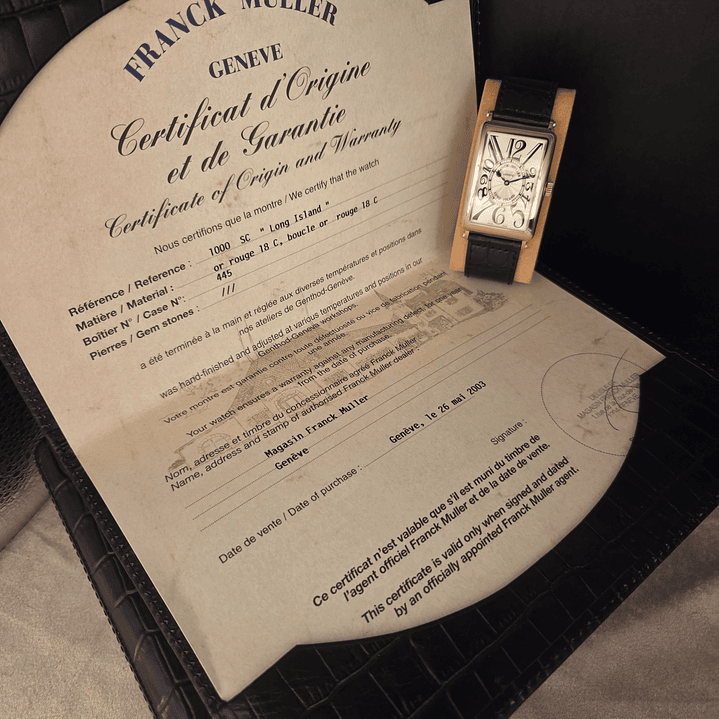 FRANCK MULLER
GENEVE
Certificat d'Origine
et de Garantie
Certificate of Origin and Warranty
Nous certifions que la montre / We certify that the watch
Référence / Reference : 1000 SC " Long Island "
Matière / Material : or rouge 18 C, boucle or rouge 18 C
Boîtier N° / Case N°: 445
Pierres / Gem stones : ///
a été terminée à la main et réglée aux diverses températures et positions dans
nos ateliers de Genthod-Genève.
was hand-finished and adjusted at various temperatures and positions in our
Genthod-Geneva workshops.
Votre montre est garantie contre toute défectuosité ou vice de fabrication pendant
une année.
Your watch ensures a warranty against any manufacturing defect for one year
from the date of purchase.
Nom, adresse et timbre du concessionnaire agréé Franck Muller
Name, address and stamp of authorised Franck Muller dealer :
Magasin Franck Muller
Genève
Date de vente / Date of purchase : Genève, le 26 mai 2003
Signature :
Ce certificat n'est valable que s'il est muni du timbre de
l'agent officiel Franck Muller et de la date de vente.
This certificate is valid only when signed and dated
by an officially appointed Franck Muller agent.